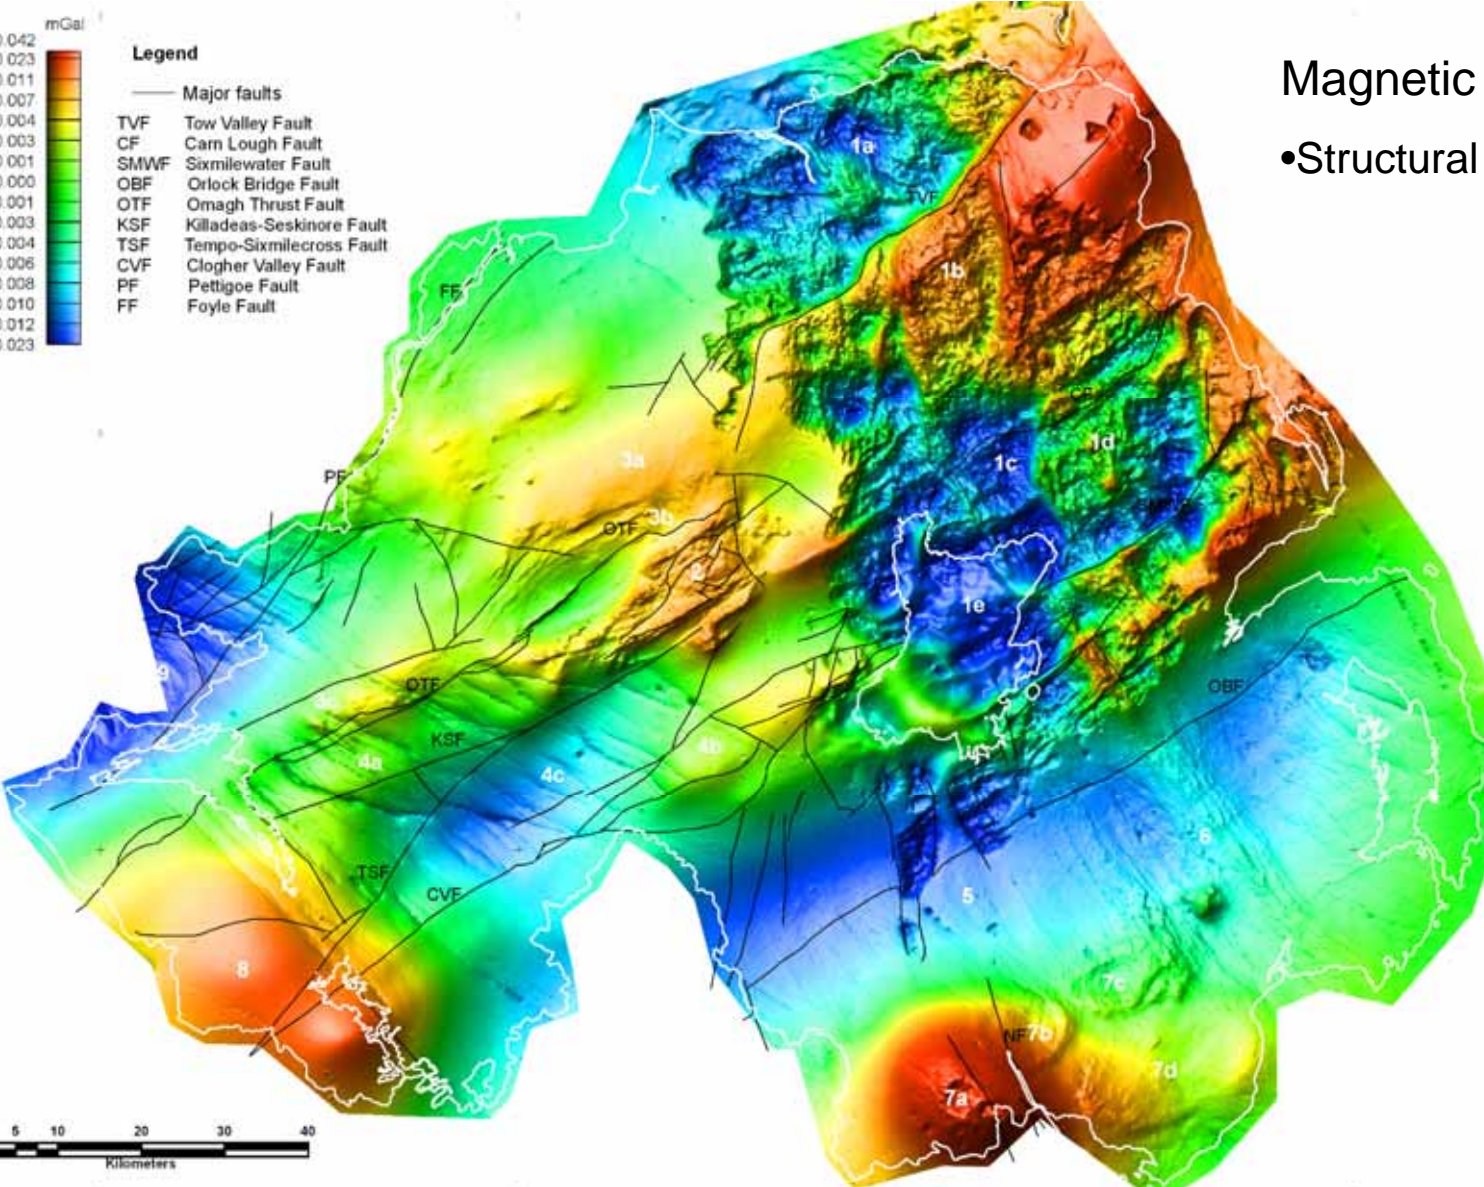 mGal
0.042
0.023
0.011
0.007
0.004
0.003
0.001
0.000
0.001
0.003
0.004
0.006
0.008
0.010
0.012
0.023
Legend
Major faults
TVF Tow Valley Fault
CF Carn Lough Fault
SMWF Sixmilewater Fault
OBF Orlock Bridge Fault
OTF Omagh Thrust Fault
KSF Killadeas-Seskinore Fault
TSF Tempo-Sixmilecross Fault
CVF Clogher Valley Fault
PF Pettigoe Fault
FF Foyle Fault
Magnetic
•Structural
1a
TVF
1b
FF
CF
1d
1c
3a
PF
3b
OTF
2
1e
9
OTF
OBF
KSF
4b
4a
4c
6
TSF
CVF
5
8
7c
NF
7b
7d
7a
5 10 20 30 40
Kilometers